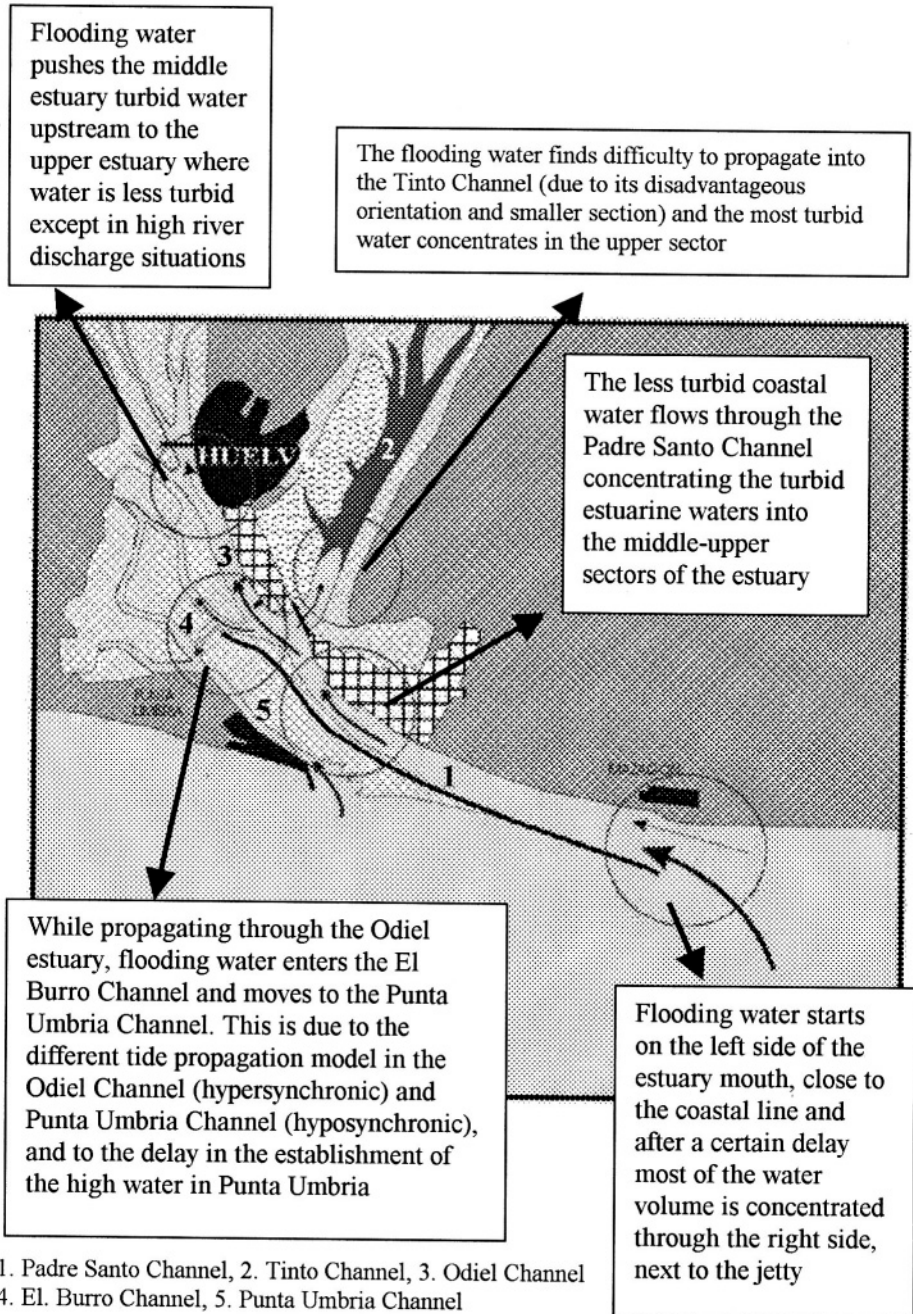 Flooding water
pushes the middle
estuary turbid water
upstream to the
upper estuary where
water is less turbid
except in high river
discharge situations
The flooding water finds difficulty to propagate into
the Tinto Channel (due to its disadvantageous
orientation and smaller section) and the most turbid
water concentrates in the upper sector
The less turbid coastal
water flows through the
Padre Santo Channel
concentrating the turbid
estuarine waters into
the middle-upper
sectors of the estuary
HUELV
2
3
4
5
1
While propagating through the Odiel
estuary, flooding water enters the El
Burro Channel and moves to the Punta
Umbria Channel. This is due to the
different tide propagation model in the
Odiel Channel (hypersynchronic) and
Punta Umbria Channel (hyposynchronic),
and to the delay in the establishment of
the high water in Punta Umbria
Flooding water starts
on the left side of the
estuary mouth, close to
the coastal line and
after a certain delay
most of the water
volume is concentrated
through the right side,
next to the jetty
1. Padre Santo Channel, 2. Tinto Channel, 3. Odiel Channel
4. El. Burro Channel, 5. Punta Umbria Channel